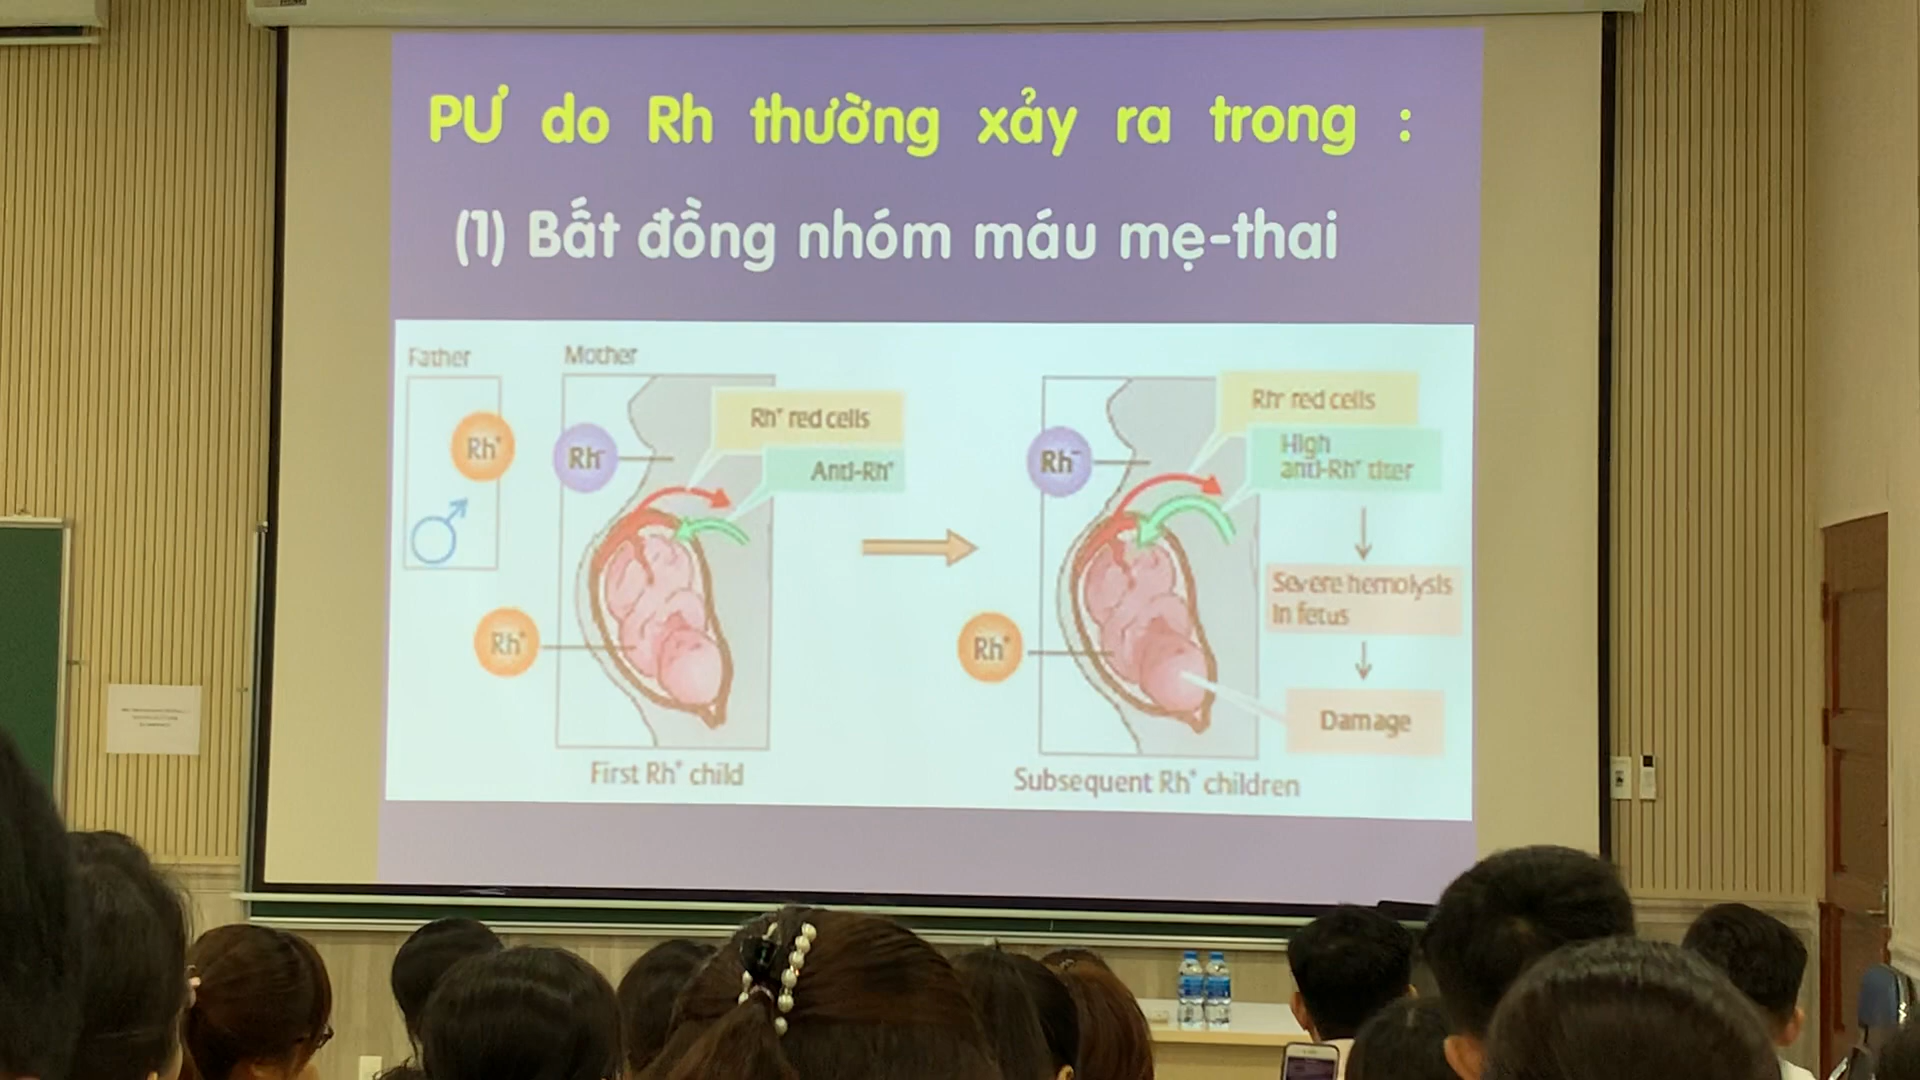 PƯ do Rh thường xảy ra trong :
(1) Bất đồng nhóm máu mẹ-thai
Father
Mother
Rh⁺
Rh⁻
Rh⁺ red cells
Anti-Rh⁺
Rh⁺
First Rh⁺ child
Rh⁻
Rh⁺ red cells
High
anti-Rh⁺ titer
Severe hemolysis
in fetus
Rh⁺
Damage
Subsequent Rh⁺ children